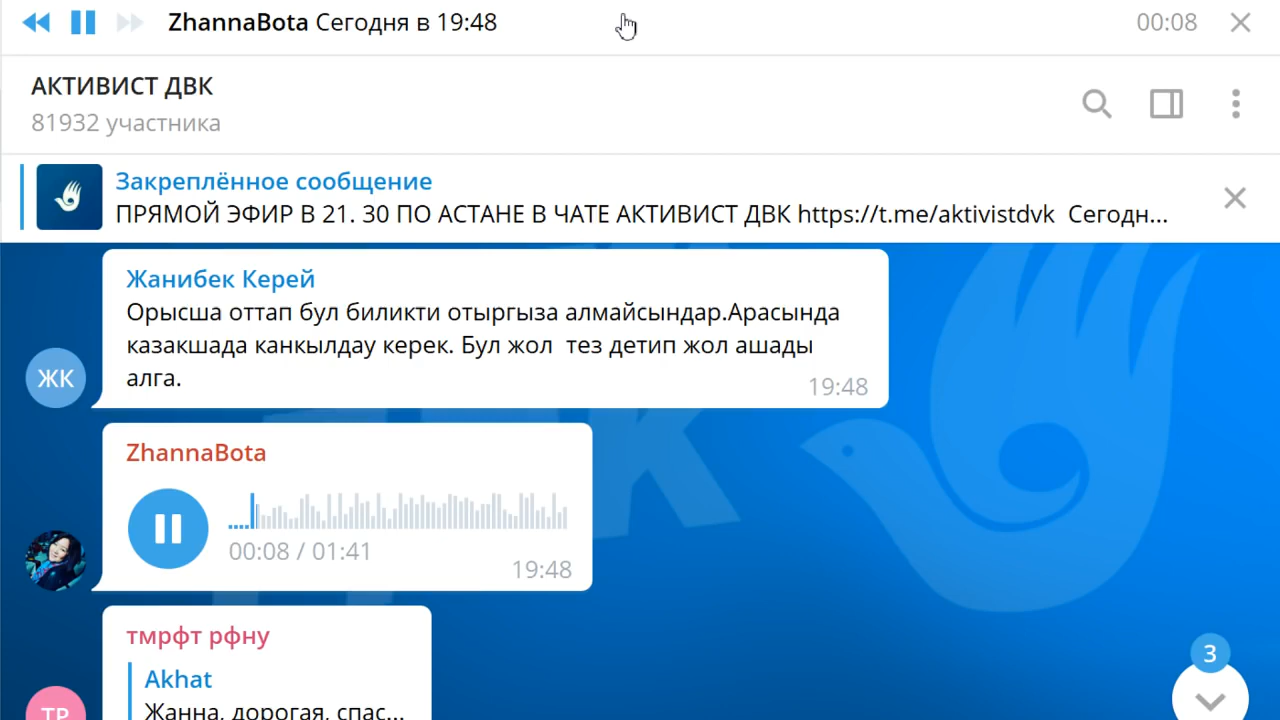 ZhannaBota Сегодня в 19:48
00:08
АКТИВИСТ ДВК
81932 участника
Закреплённое сообщение
ПРЯМОЙ ЭФИР В 21. 30 ПО АСТАНЕ В ЧАТЕ АКТИВИСТ ДВК https://t.me/aktivistdvk Сегодн...
Жанибек Керей
Орысша оттап бул биликти отыргыза алмайсындар.Арасында
казакшада канкылдау керек. Бул жол тез детип жол ашады
алга.
19:48
ЖК
ZhannaBota
00:08 / 01:41
19:48
тмрфт рфну
Akhat
Жанна, дорогая, спас...
ТР
3